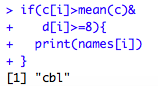 > if(c[i]>mean(c)&
+    d[i]>=8){
+   print(names[i])
+ }
[1] "cbl"